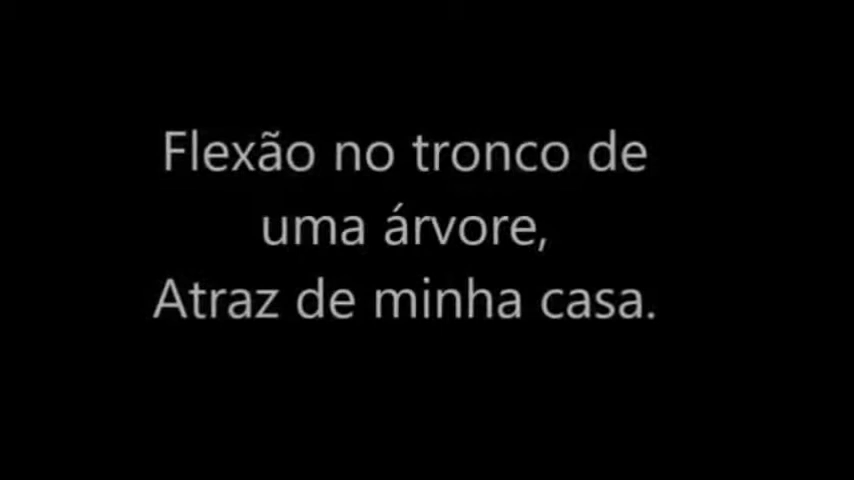 Flexão no tronco de
uma árvore,
Atraz de minha casa.